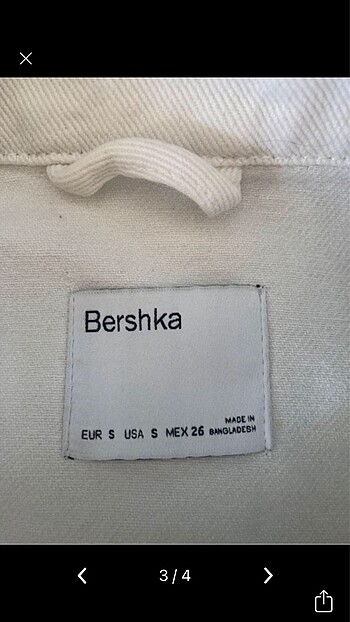 Bershka
MADE IN
EUR S USA S MEX 26 BANGLADESH
3 / 4